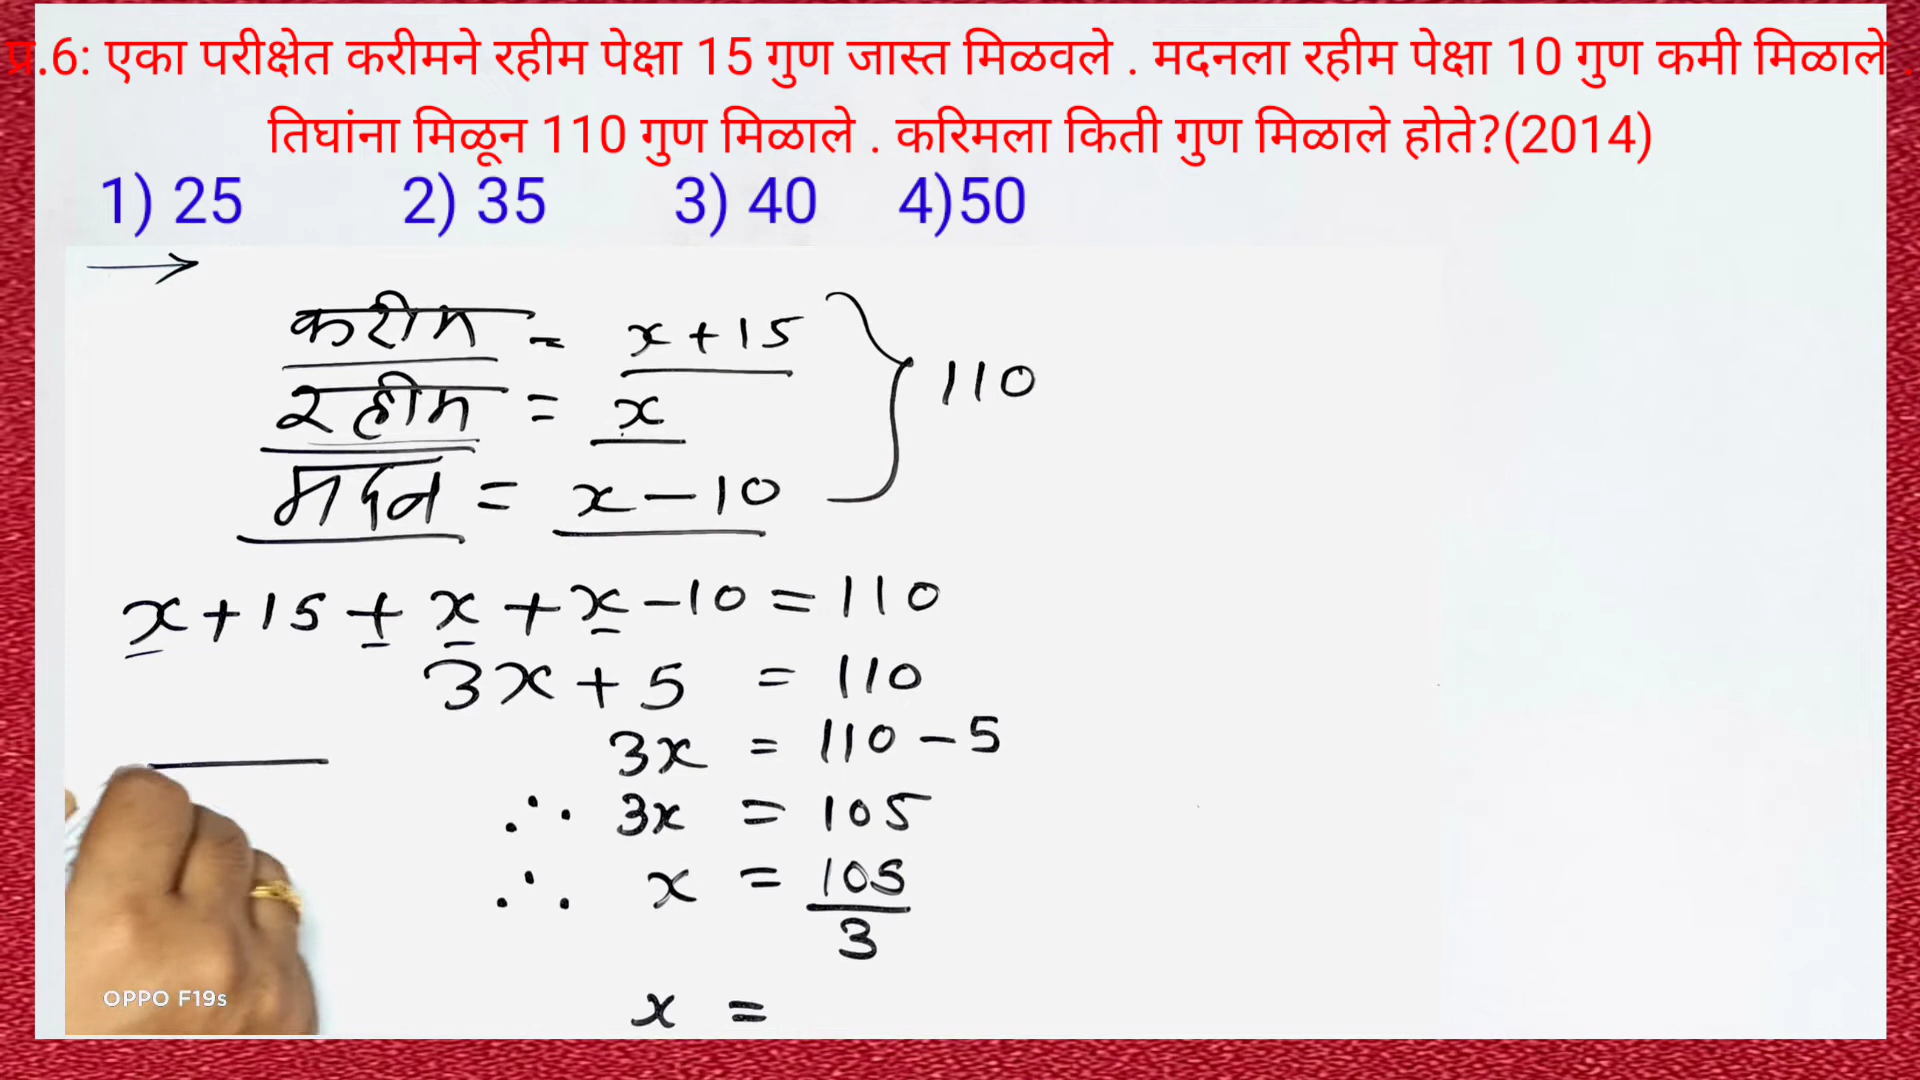 प्र.6: एका परीक्षेत करीमने रहीम पेक्षा 15 गुण जास्त मिळवले . मदनला रहीम पेक्षा 10 गुण कमी मिळाले .
तिघांना मिळून 110 गुण मिळाले . करिमला किती गुण मिळाले होते?(2014)
1) 25 2) 35 3) 40 4)50
→
करीम = x+15
रहीम = x
मदन = x-10
} 110
x+15+x+x-10=110
3x+5 = 110
3x = 110-5
∴ 3x = 105
∴ x = 105/3
x =
OPPO F19s